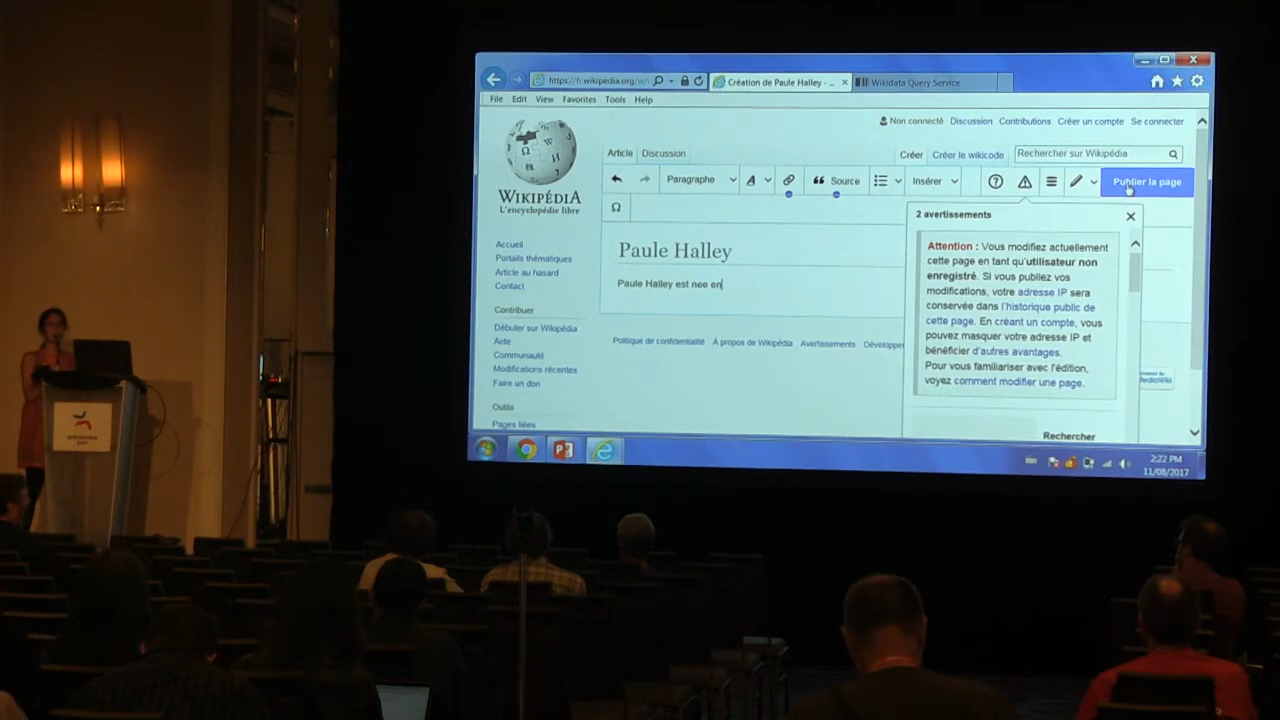 https://fr.wikipedia.org/w/
Création de Paule Halley - ...
Wikidata Query Service
File Edit View Favorites Tools Help
Non connecté Discussion Contributions Créer un compte Se connecter
Article Discussion
Créer Créer le wikicode
Rechercher sur Wikipédia
Paragraphe
A
Source
Insérer
Publier la page
WIKIPÉDIA
L'encyclopédie libre
Ω
2 avertissements
Paule Halley
Paule Halley est nee en
Attention : Vous modifiez actuellement
cette page en tant qu'utilisateur non
enregistré. Si vous publiez vos
modifications, votre adresse IP sera
conservée dans l'historique public de
cette page. En créant un compte, vous
pouvez masquer votre adresse IP et
bénéficier d'autres avantages.
Pour vous familiariser avec l'édition,
voyez comment modifier une page.
Rechercher
Accueil
Portails thématiques
Article au hasard
Contact
Contribuer
Débuter sur Wikipédia
Aide
Communauté
Modifications récentes
Faire un don
Outils
Pages liées
Politique de confidentialité À propos de Wikipédia Avertissements Développeu
MediaWiki
2:22 PM
11/08/2017
WIKIMANIA
2017